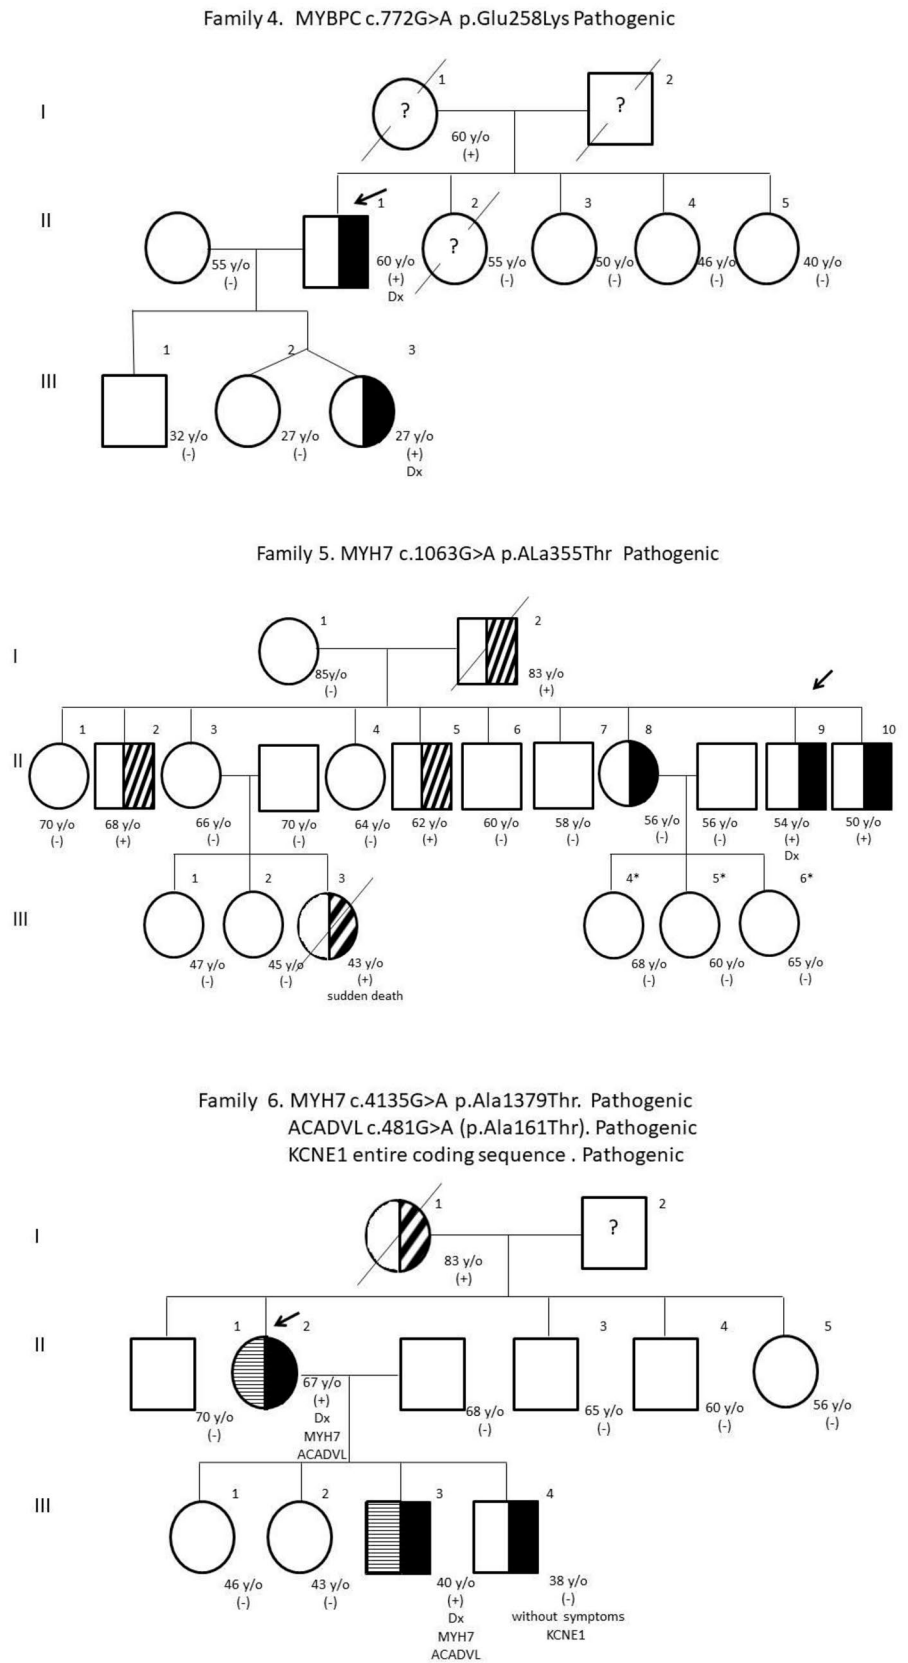 Family 4. MYBPC c.772G>A p.Glu258Lys Pathogenic
1
2
I
?
?
60 y/o
(+)
II
1
2
3
4
5
?
55 y/o
(-)
60 y/o
(+)
Dx
55 y/o
(-)
50 y/o
(-)
46 y/o
(-)
40 y/o
(-)
1
2
3
III
32 y/o
(-)
27 y/o
(-)
27 y/o
(+)
Dx
Family 5. MYH7 c.1063G>A p.ALa355Thr Pathogenic
1
2
I
85y/o
(-)
83 y/o
(+)
1
2
3
4
5
6
7
8
9
10
II
70 y/o
(-)
68 y/o
(+)
66 y/o
(-)
70 y/o
(-)
64 y/o
(-)
62 y/o
(+)
60 y/o
(-)
58 y/o
(-)
56 y/o
(-)
56 y/o
(-)
54 y/o
(+)
Dx
50 y/o
(+)
1
2
3
4*
5*
6*
III
47 y/o
(-)
45 y/o
(-)
43 y/o
(+)
sudden death
68 y/o
(-)
60 y/o
(-)
65 y/o
(-)
Family 6. MYH7 c.4135G>A p.Ala1379Thr. Pathogenic
ACADVL c.481G>A (p.Ala161Thr). Pathogenic
KCNE1 entire coding sequence . Pathogenic
1
2
I
?
83 y/o
(+)
1
2
3
4
5
II
70 y/o
(-)
67 y/o
(+)
Dx
MYH7
ACADVL
68 y/o
(-)
65 y/o
(-)
60 y/o
(-)
56 y/o
(-)
1
2
3
4
III
46 y/o
(-)
43 y/o
(-)
40 y/o
(+)
Dx
MYH7
ACADVL
38 y/o
(-)
without symptoms
KCNE1